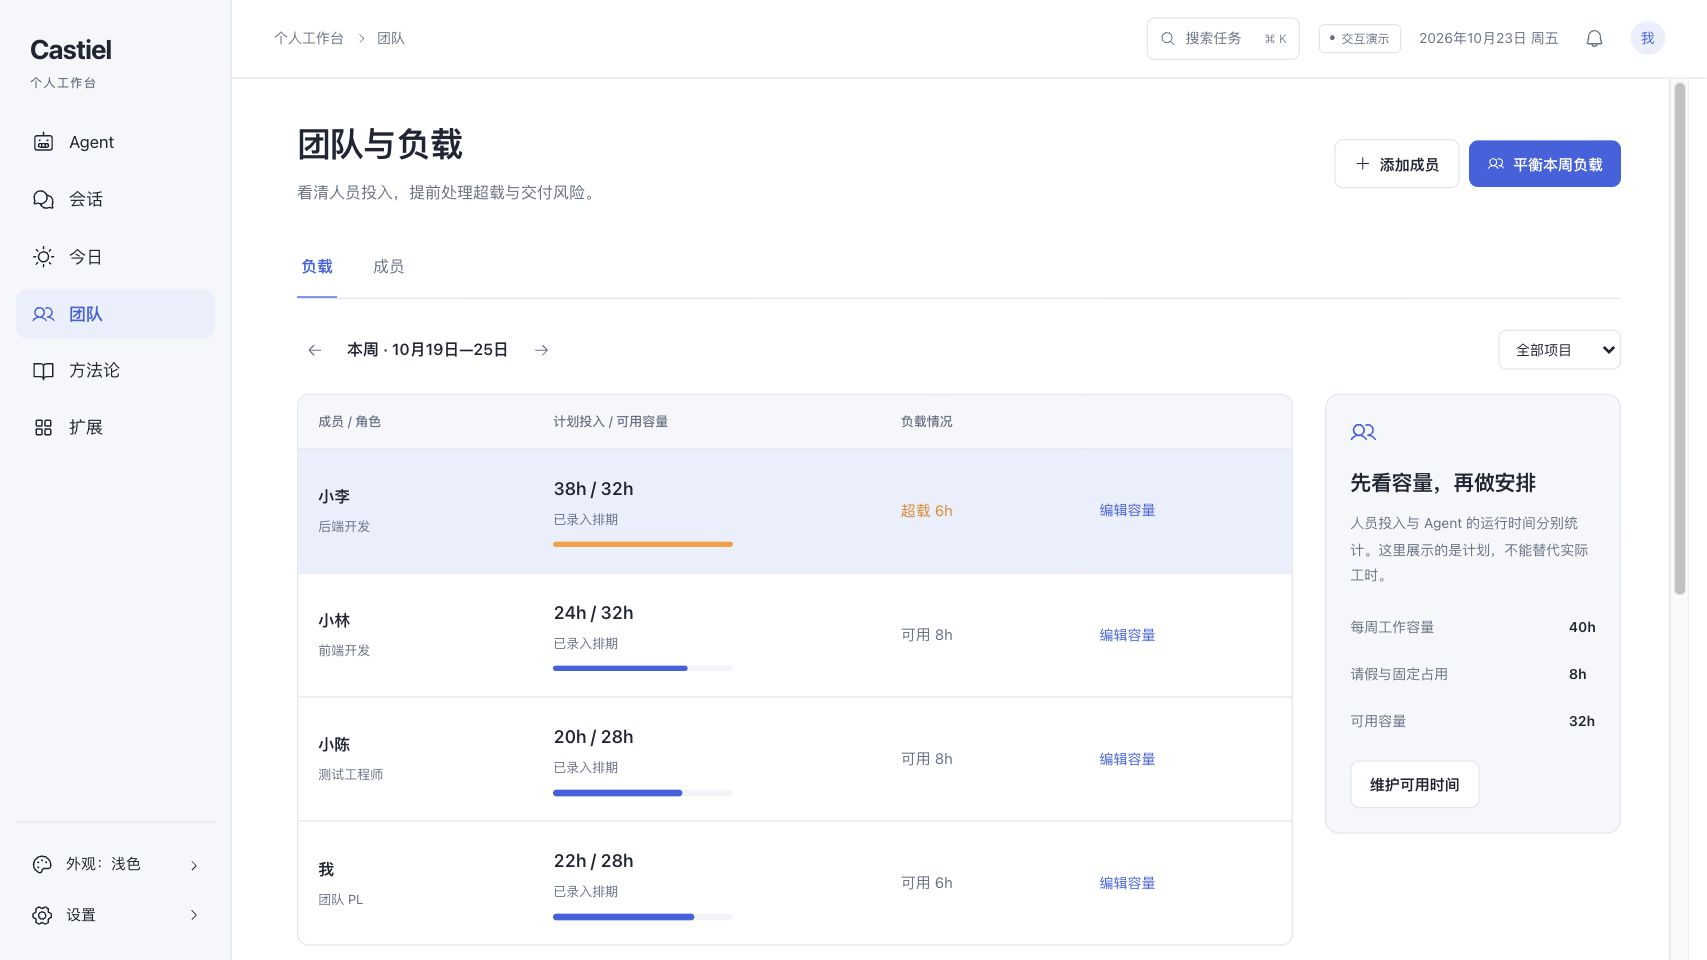 Castiel
个人工作台
Agent
会话
今日
团队
方法论
扩展
外观：浅色
设置
个人工作台 > 团队
搜索任务 ⌘ K
• 交互演示
2026年10月23日 周五
我
团队与负载
看清人员投入，提前处理超载与交付风险。
+ 添加成员
平衡本周负载
负载
成员
← 本周 · 10月19日—25日 →
全部项目
成员 / 角色
计划投入 / 可用容量
负载情况
小李
后端开发
38h / 32h
已录入排期
超载 6h
编辑容量
小林
前端开发
24h / 32h
已录入排期
可用 8h
编辑容量
小陈
测试工程师
20h / 28h
已录入排期
可用 8h
编辑容量
我
团队 PL
22h / 28h
已录入排期
可用 6h
编辑容量
先看容量，再做安排
人员投入与 Agent 的运行时间分别统
计。这里展示的是计划，不能替代实际
工时。
每周工作容量 40h
请假与固定占用 8h
可用容量 32h
维护可用时间